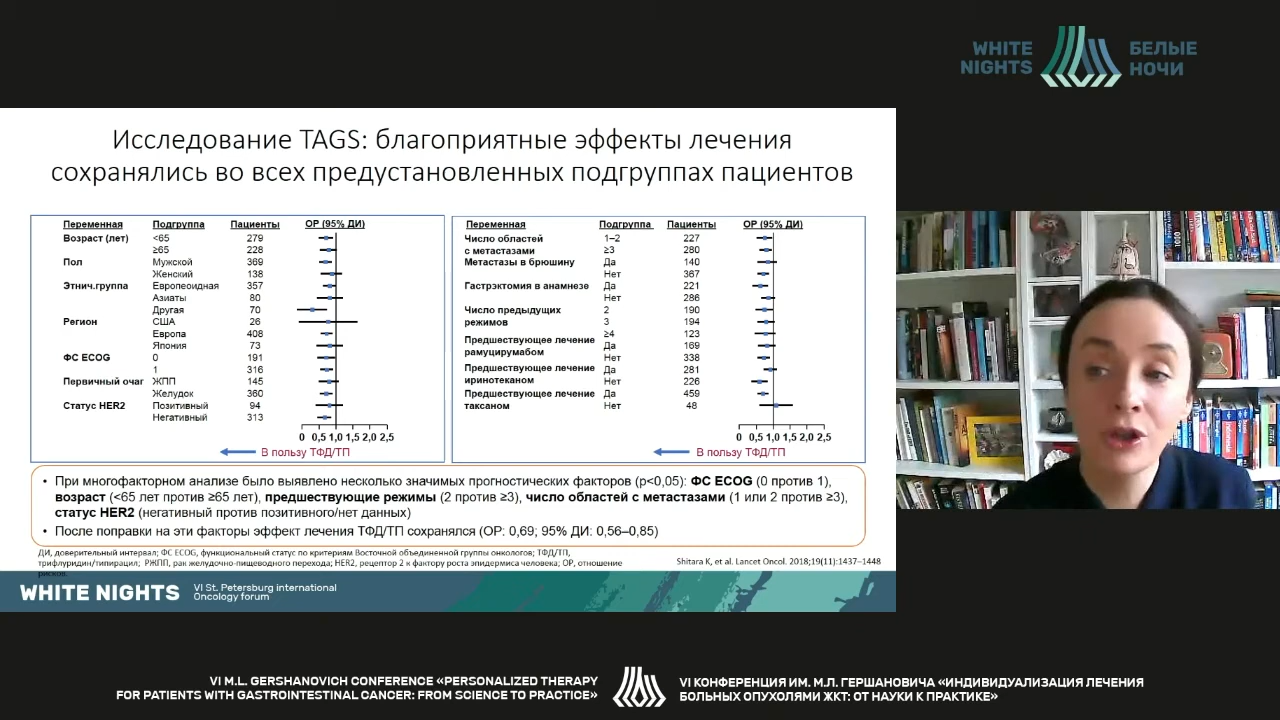 WHITE NIGHTS
БЕЛЫЕ НОЧИ
Исследование TAGS: благоприятные эффекты лечения
сохранялись во всех предустановленных подгруппах пациентов
Переменная Подгруппа Пациенты ОР (95% ДИ)
Возраст (лет) <65 279
≥65 228
Пол Мужской 369
Женский 138
Этнич.группа Европеоидная 357
Азиаты 80
Другая 70
Регион США 26
Европа 408
Япония 73
ФС ECOG 0 191
1 316
Первичный очаг ЖПП 145
Желудок 360
Статус HER2 Позитивный 94
Негативный 313
0 0,5 1,0 1,5 2,0 2,5
В пользу ТФД/ТП
Переменная Подгруппа Пациенты ОР (95% ДИ)
Число областей 1–2 227
с метастазами ≥3 280
Метастазы в брюшину Да 140
Нет 367
Гастрэктомия в анамнезе Да 221
Нет 286
Число предыдущих 2 190
режимов 3 194
≥4 123
Предшествующее лечение Да 169
рамуцирумабом Нет 338
Предшествующее лечение Да 281
иринотеканом Нет 226
Предшествующее лечение Да 459
таксаном Нет 48
0 0,5 1,0 1,5 2,0 2,5
В пользу ТФД/ТП
• При многофакторном анализе было выявлено несколько значимых прогностических факторов (p<0,05): ФС ECOG (0 против 1),
возраст (<65 лет против ≥65 лет), предшествующие режимы (2 против ≥3), число областей с метастазами (1 или 2 против ≥3),
статус HER2 (негативный против позитивного/нет данных)
• После поправки на эти факторы эффект лечения ТФД/ТП сохранялся (ОР: 0,69; 95% ДИ: 0,56–0,85)
ДИ, доверительный интервал; ФС ECOG, функциональный статус по критериям Восточной объединенной группы онкологов; ТФД/ТП,
трифлуридин/типирацил; РЖПП, рак желудочно-пищеводного перехода; HER2, рецептор 2 к фактору роста эпидермиса человека; ОР, отношение
рисков.
Shitara K, et al. Lancet Oncol. 2018;19(11):1437–1448
WHITE NIGHTS
VI St. Petersburg international
Oncology forum
VI M.L. GERSHANOVICH CONFERENCE «PERSONALIZED THERAPY
FOR PATIENTS WITH GASTROINTESTINAL CANCER: FROM SCIENCE TO PRACTICE»
VI КОНФЕРЕНЦИЯ ИМ. М.Л. ГЕРШАНОВИЧА «ИНДИВИДУАЛИЗАЦИЯ ЛЕЧЕНИЯ
БОЛЬНЫХ ОПУХОЛЯМИ ЖКТ: ОТ НАУКИ К ПРАКТИКЕ»